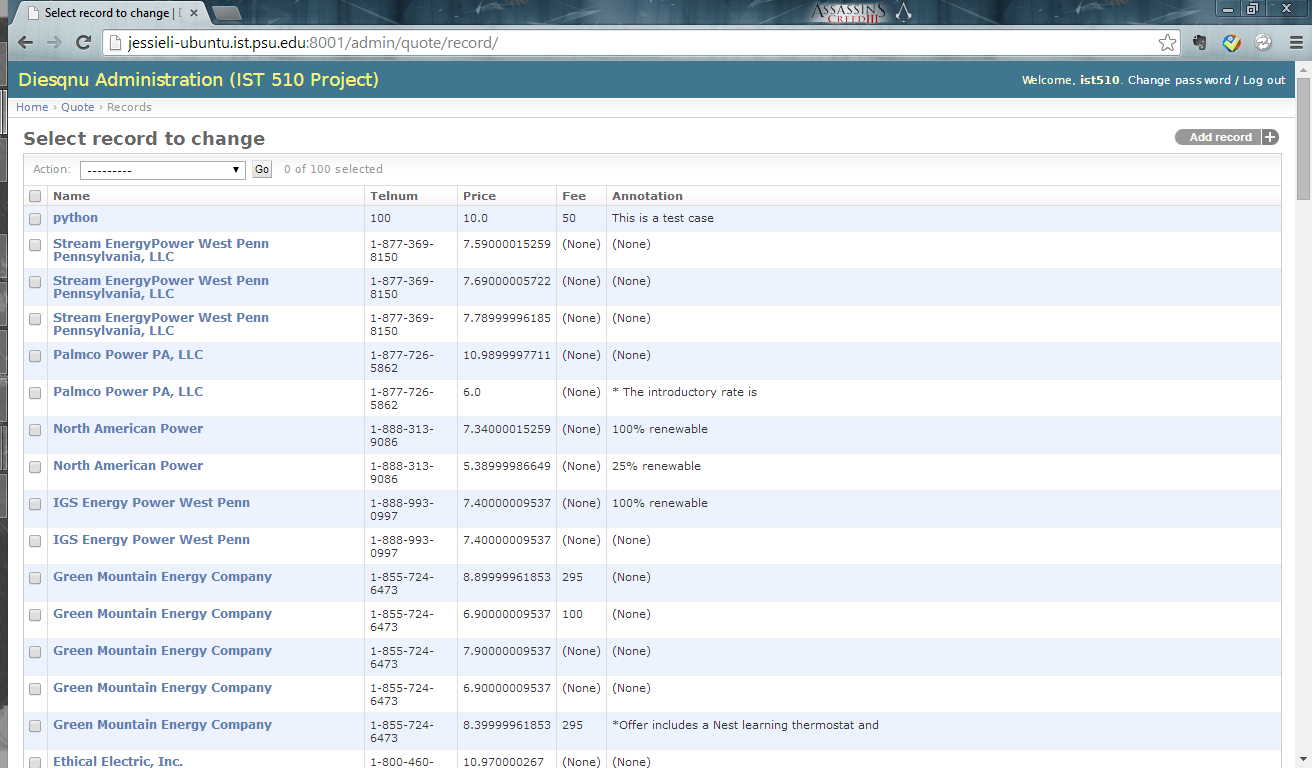 ASSASSIN'S CREED III
Select record to change | D
jessieli-ubuntu.ist.psu.edu:8001/admin/quote/record/
Diesqnu Administration (IST 510 Project)
Welcome, ist510. Change password / Log out
Home › Quote › Records
Select record to change
Add record +
Action: --------- Go 0 of 100 selected
Name Telnum Price Fee Annotation
python 100 10.0 50 This is a test case
Stream EnergyPower West Penn 1-877-369- 7.59000015259 (None) (None)
Pennsylvania, LLC 8150
Stream EnergyPower West Penn 1-877-369- 7.69000005722 (None) (None)
Pennsylvania, LLC 8150
Stream EnergyPower West Penn 1-877-369- 7.78999996185 (None) (None)
Pennsylvania, LLC 8150
Palmco Power PA, LLC 1-877-726- 10.9899997711 (None) (None)
5862
Palmco Power PA, LLC 1-877-726- 6.0 (None) * The introductory rate is
5862
North American Power 1-888-313- 7.34000015259 (None) 100% renewable
9086
North American Power 1-888-313- 5.38999986649 (None) 25% renewable
9086
IGS Energy Power West Penn 1-888-993- 7.40000009537 (None) 100% renewable
0997
IGS Energy Power West Penn 1-888-993- 7.40000009537 (None) (None)
0997
Green Mountain Energy Company 1-855-724- 8.89999961853 295 (None)
6473
Green Mountain Energy Company 1-855-724- 6.90000009537 100 (None)
6473
Green Mountain Energy Company 1-855-724- 7.90000009537 (None) (None)
6473
Green Mountain Energy Company 1-855-724- 6.90000009537 (None) (None)
6473
Green Mountain Energy Company 1-855-724- 8.39999961853 295 *Offer includes a Nest learning thermostat and
6473
Ethical Electric, Inc. 1-800-460- 10.970000267 (None) (None)